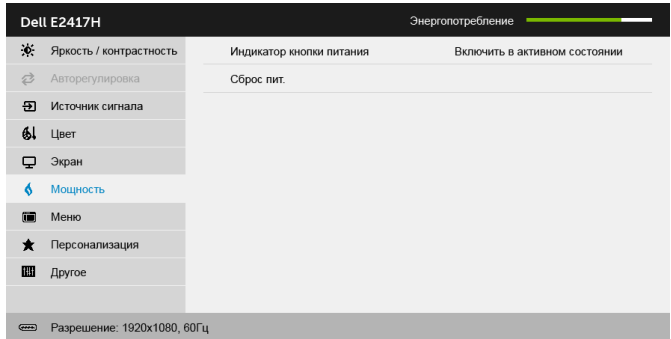 Dell E2417H
Энергопотребление
Яркость / контрастность
Индикатор кнопки питания
Включить в активном состоянии
Авторегулировка
Сброс пит.
Источник сигнала
Цвет
Экран
Мощность
Меню
Персонализация
Другое
Разрешение: 1920x1080, 60Гц